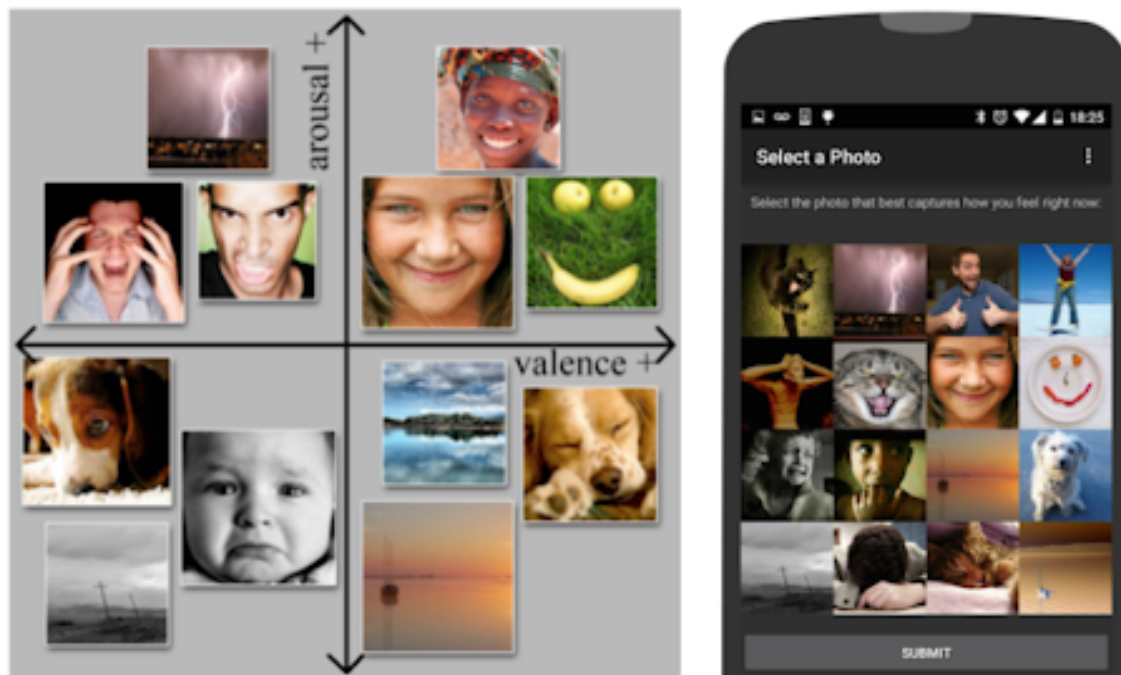 arousal +
valence +
18:25
Select a Photo
Select the photo that best captures how you feel right now:
SUBMIT